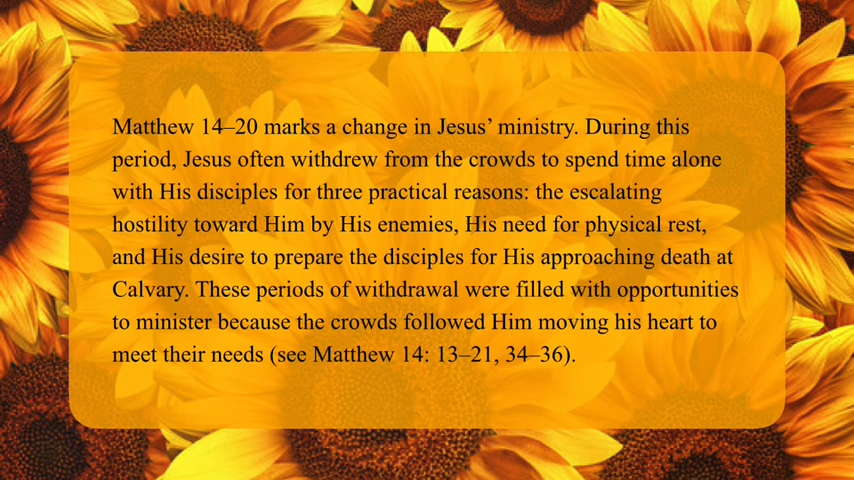 Matthew 14–20 marks a change in Jesus’ ministry. During this
period, Jesus often withdrew from the crowds to spend time alone
with His disciples for three practical reasons: the escalating
hostility toward Him by His enemies, His need for physical rest,
and His desire to prepare the disciples for His approaching death at
Calvary. These periods of withdrawal were filled with opportunities
to minister because the crowds followed Him moving his heart to
meet their needs (see Matthew 14: 13–21, 34–36).